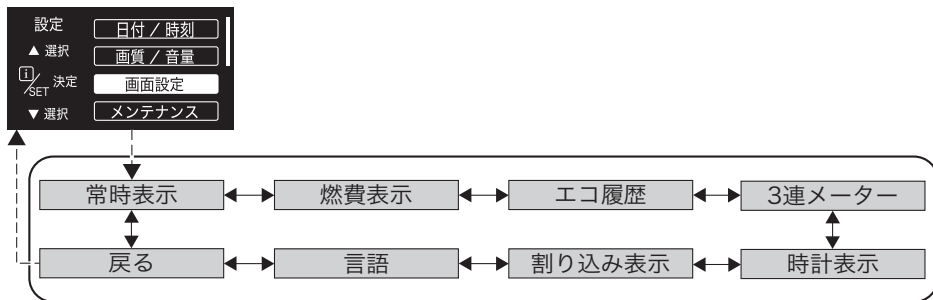 設定
▲ 選択
i/SET 決定
▼ 選択
日付 / 時刻
画質 / 音量
画面設定
メンテナンス
常時表示
燃費表示
エコ履歴
3連メーター
戻る
言語
割り込み表示
時計表示